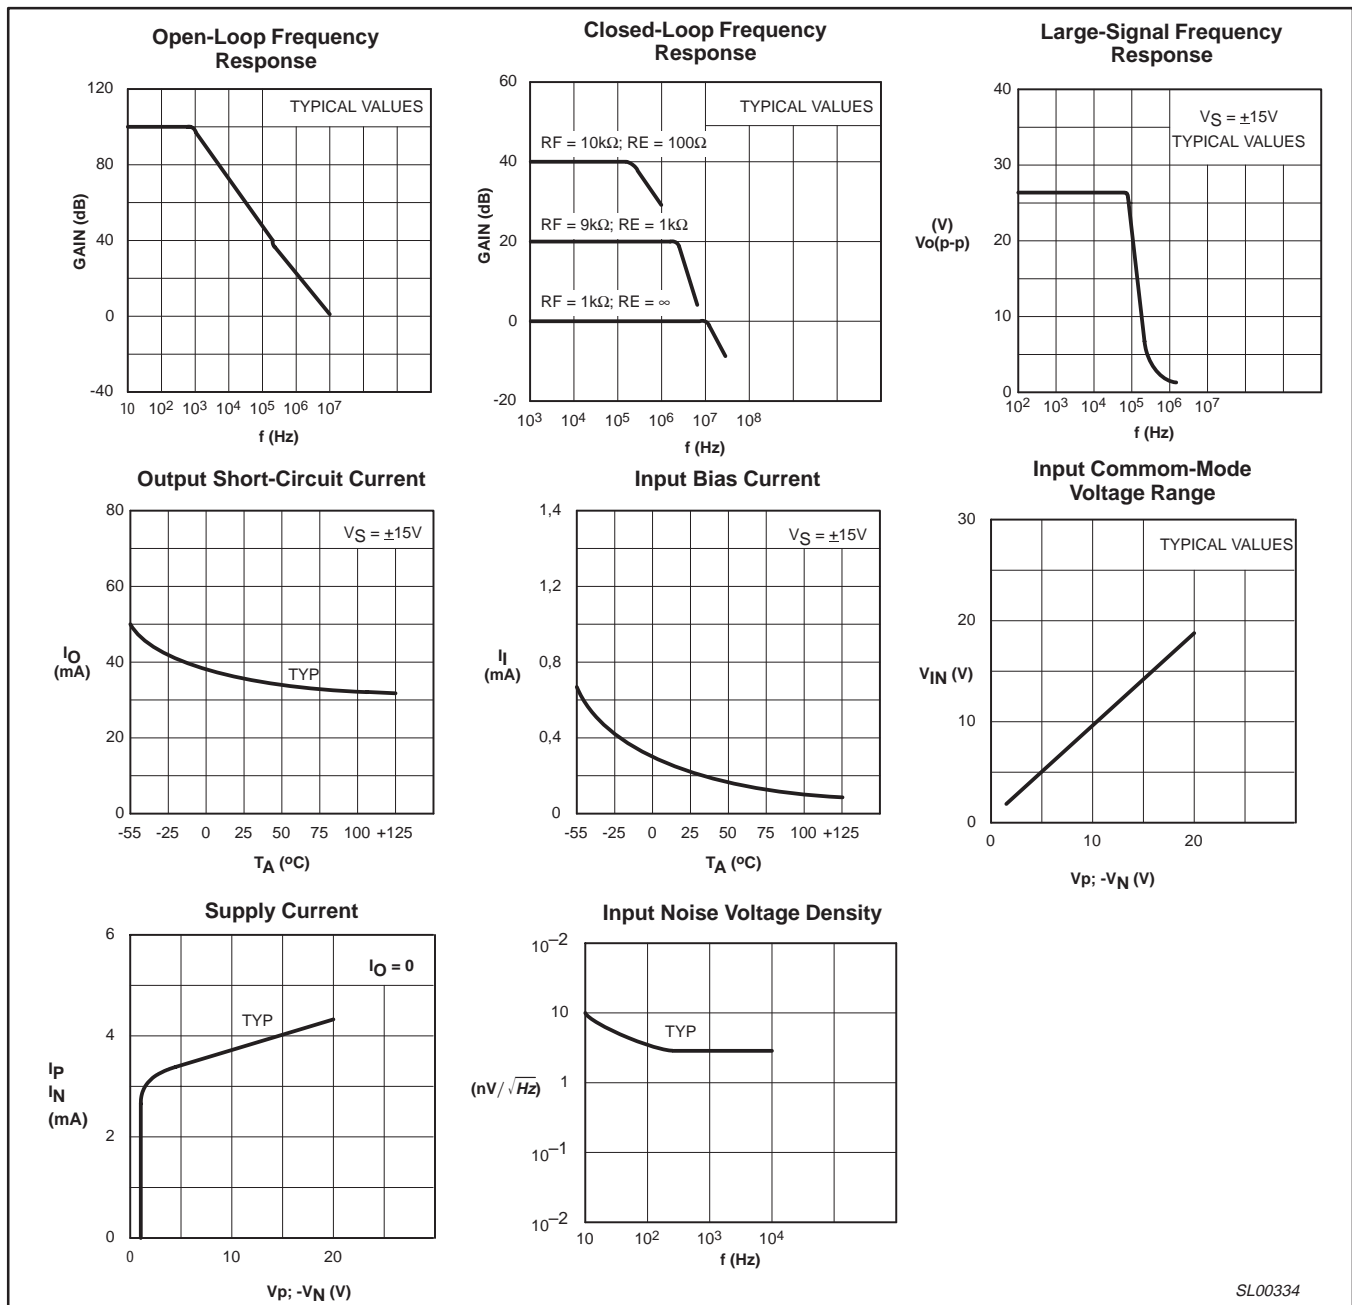 Open-Loop Frequency
Response
120
80
40
0
-40
GAIN (dB)
TYPICAL VALUES
10 10² 10³ 10⁴ 10⁵ 10⁶ 10⁷
f (Hz)
Closed-Loop Frequency
Response
60
40
20
0
-20
GAIN (dB)
TYPICAL VALUES
RF = 10kΩ; RE = 100Ω
RF = 9kΩ; RE = 1kΩ
RF = 1kΩ; RE = ∞
10³ 10⁴ 10⁵ 10⁶ 10⁷ 10⁸
f (Hz)
Large-Signal Frequency
Response
40
30
20
10
0
(V)
Vo(p-p)
VS = ±15V
TYPICAL VALUES
10² 10³ 10⁴ 10⁵ 10⁶ 10⁷
f (Hz)
Output Short-Circuit Current
80
60
40
20
0
IO
(mA)
VS = ±15V
TYP
-55 -25 0 25 50 75 100 +125
TA (ºC)
Input Bias Current
1,4
1,2
0,8
0,4
0
II
(mA)
VS = ±15V
-55 -25 0 25 50 75 100 +125
TA (ºC)
Input Commom-Mode
Voltage Range
30
20
10
0
VIN (V)
TYPICAL VALUES
0 10 20
Vp; -VN (V)
Supply Current
6
4
2
0
IP
IN
(mA)
IO = 0
TYP
0 10 20
Vp; -VN (V)
Input Noise Voltage Density
10⁻²
10
1
10⁻¹
10⁻²
(nV/√Hz)
TYP
10 10² 10³ 10⁴
f (Hz)
SL00334